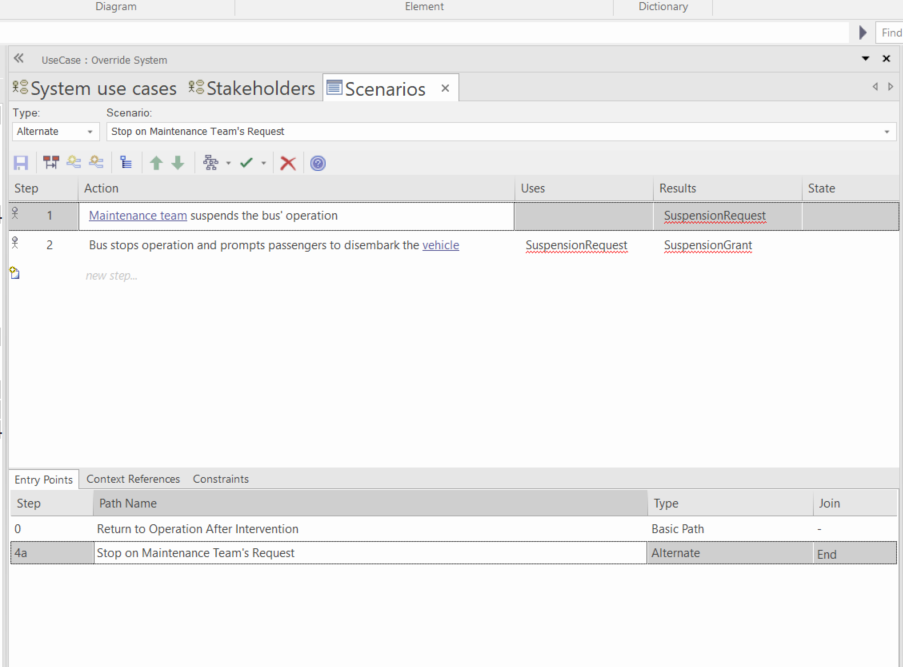 Diagram Element Dictionary
Find
UseCase : Override System
System use cases Stakeholders Scenarios
Type: Scenario:
Alternate Stop on Maintenance Team's Request
Step Action Uses Results State
1 Maintenance team suspends the bus' operation SuspensionRequest
2 Bus stops operation and prompts passengers to disembark the vehicle SuspensionRequest SuspensionGrant
new step...
Entry Points Context References Constraints
Step Path Name Type Join
0 Return to Operation After Intervention Basic Path -
4a Stop on Maintenance Team's Request Alternate End